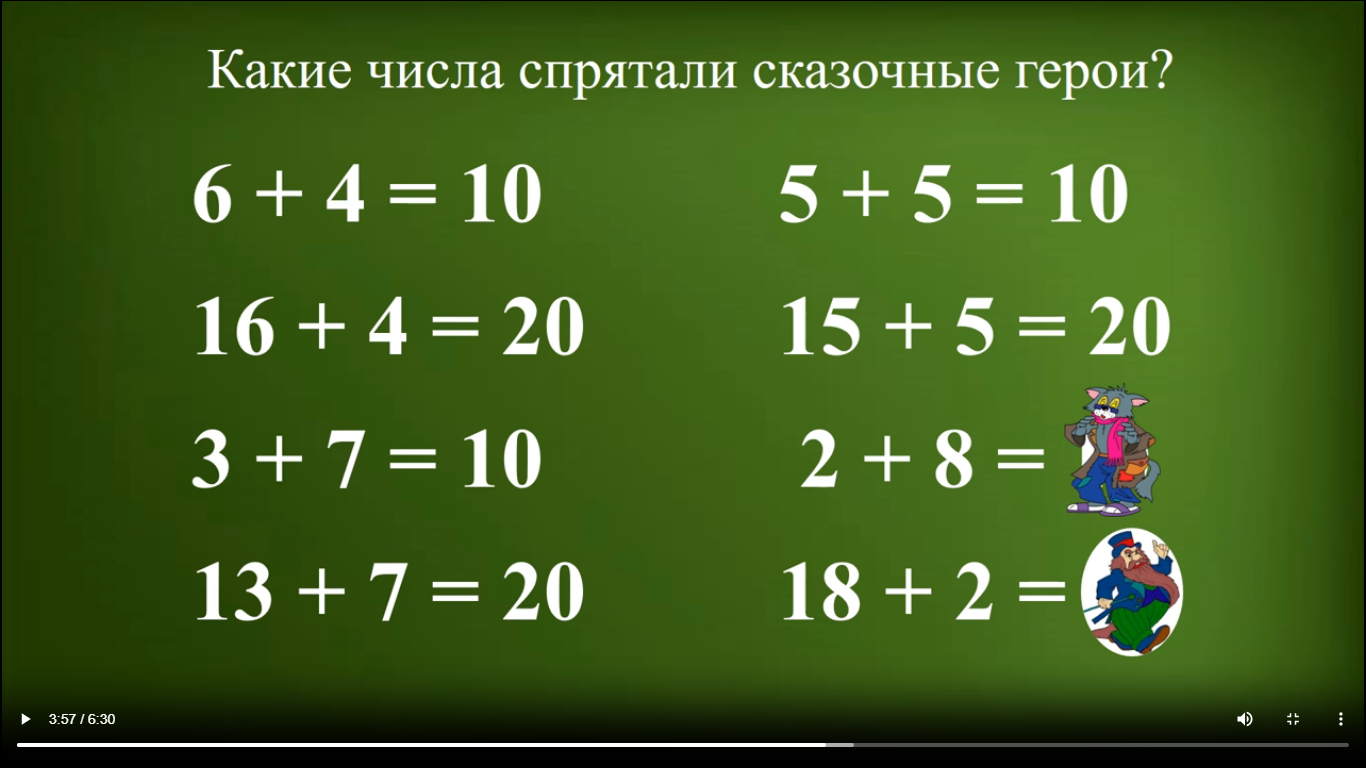 Какие числа спрятали сказочные герои?
6 + 4 = 10
16 + 4 = 20
3 + 7 = 10
13 + 7 = 20
5 + 5 = 10
15 + 5 = 20
2 + 8 =
18 + 2 =
3:57 / 6:30